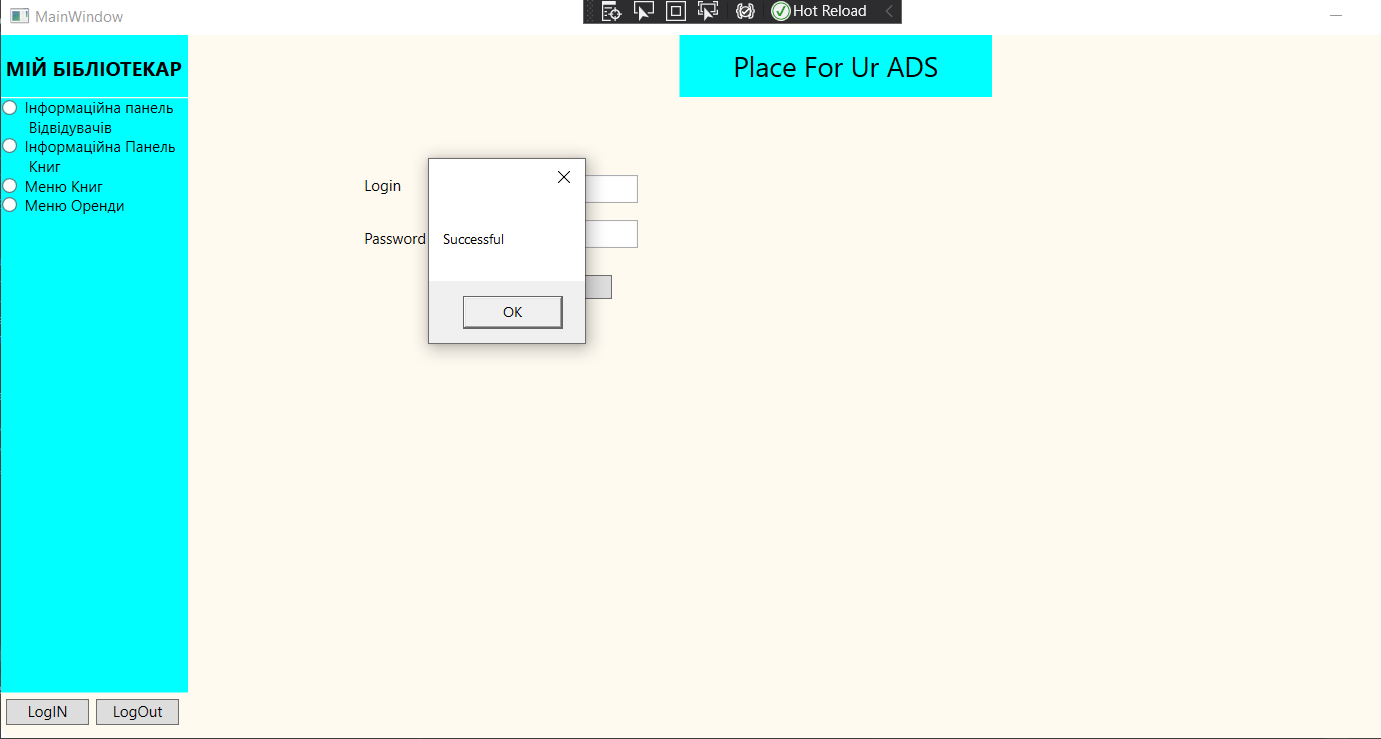 MainWindow
Hot Reload
МІЙ БІБЛІОТЕКАР
Place For Ur ADS
Інформаційна панель
Відвідувачів
Інформаційна Панель
Книг
Меню Книг
Меню Оренди
Login
Password
Successful
OK
LogIN
LogOut